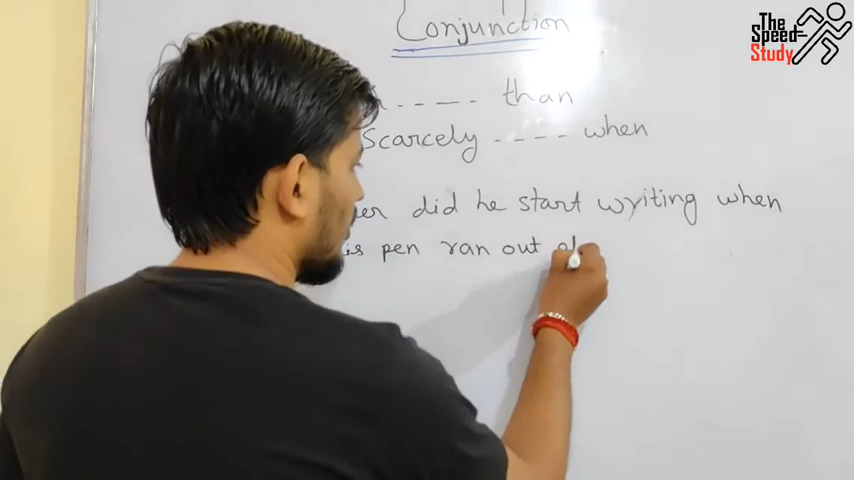 Conjunction
The
Speed
Study
than
Scarcely ---- when
did he start writing when
pen ran out